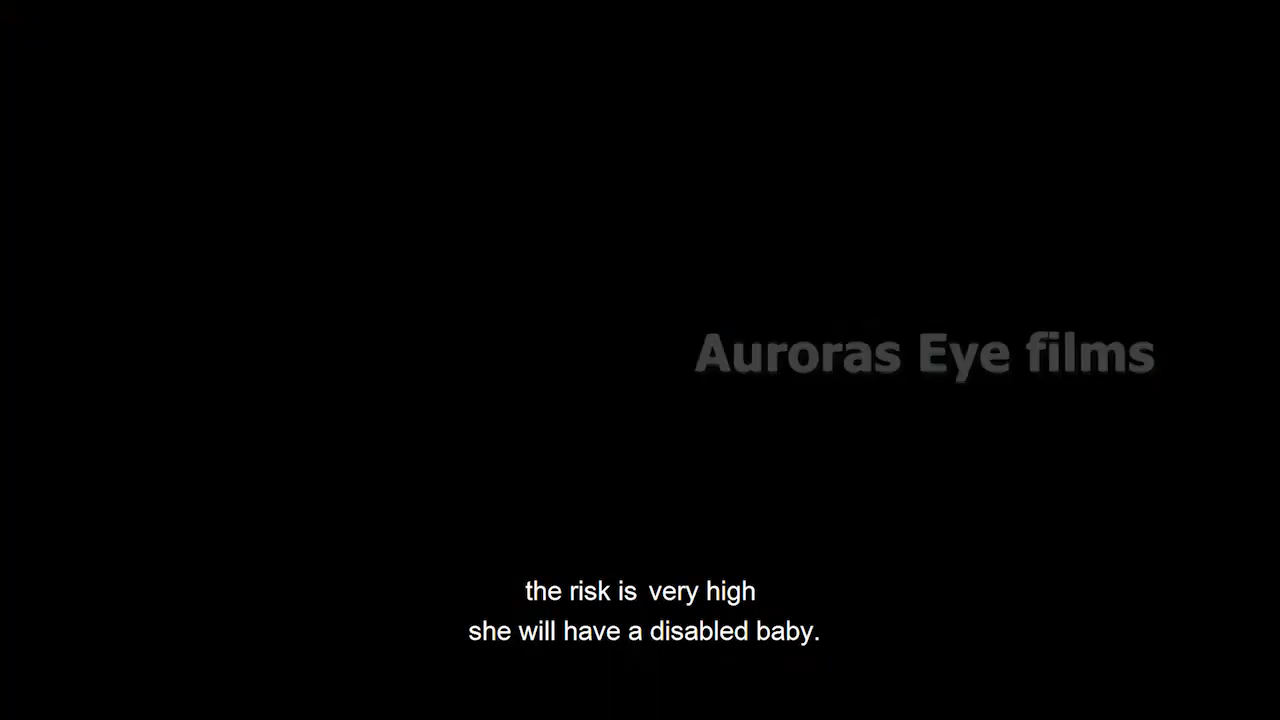 Auroras Eye films
the risk is very high
she will have a disabled baby.